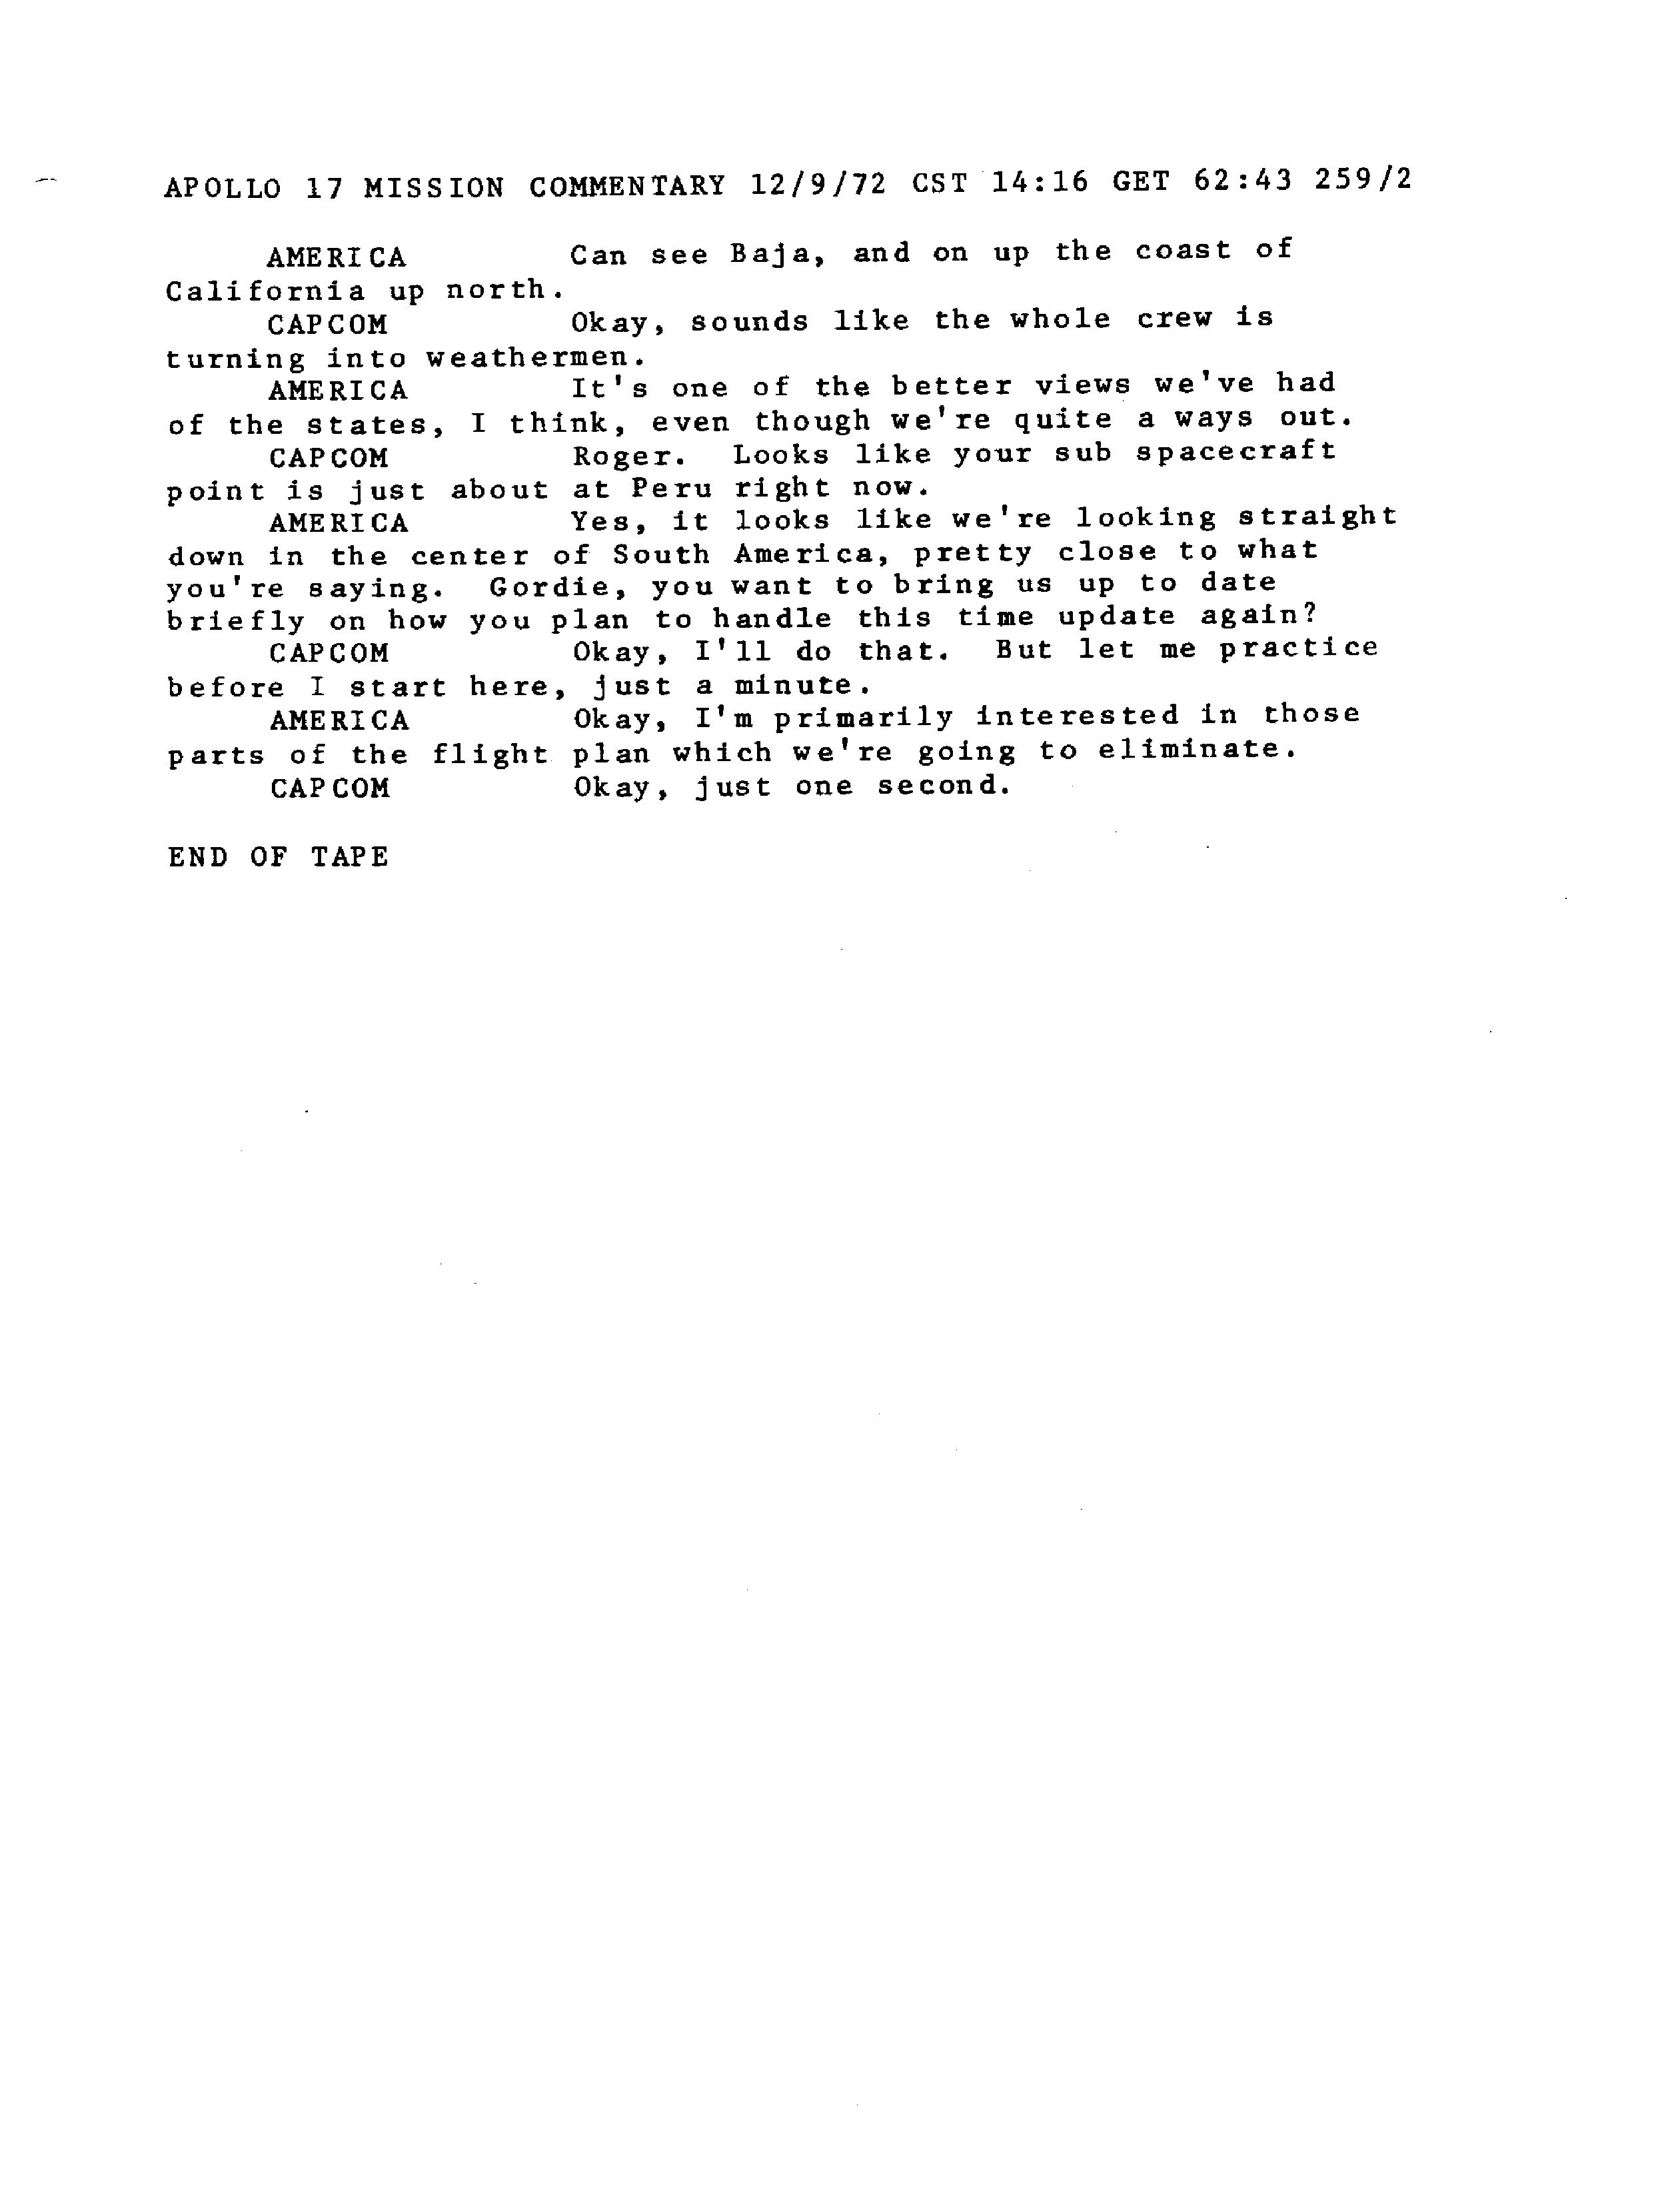 APOLLO 17 MISSION COMMENTARY 12/9/72 CST 14:16 GET 62:43 259/2
AMERICA Can see Baja, and on up the coast of
California up north.
CAPCOM Okay, sounds like the whole crew is
turning into weathermen.
AMERICA It's one of the better views we've had
of the states, I think, even though we're quite a ways out.
CAPCOM Roger. Looks like your sub spacecraft
point is just about at Peru right now.
AMERICA Yes, it looks like we're looking straight
down in the center of South America, pretty close to what
you're saying. Gordie, you want to bring us up to date
briefly on how you plan to handle this time update again?
CAPCOM Okay, I'll do that. But let me practice
before I start here, just a minute.
AMERICA Okay, I'm primarily interested in those
parts of the flight plan which we're going to eliminate.
CAPCOM Okay, just one second.
END OF TAPE